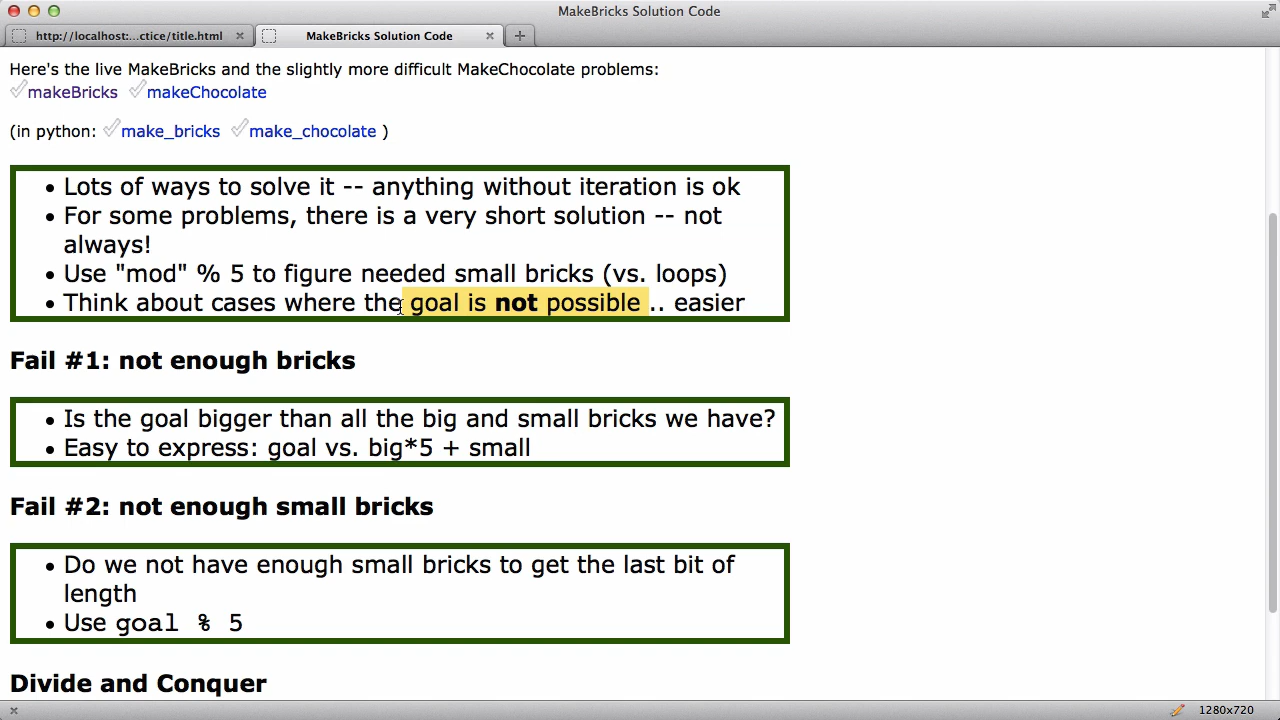 MakeBricks Solution Code
http://localhost:...ctice/title.html
MakeBricks Solution Code
Here's the live MakeBricks and the slightly more difficult MakeChocolate problems:
makeBricks makeChocolate
(in python: make_bricks make_chocolate )
• Lots of ways to solve it -- anything without iteration is ok
• For some problems, there is a very short solution -- not
always!
• Use "mod" % 5 to figure needed small bricks (vs. loops)
• Think about cases where the goal is not possible .. easier
Fail #1: not enough bricks
• Is the goal bigger than all the big and small bricks we have?
• Easy to express: goal vs. big*5 + small
Fail #2: not enough small bricks
• Do we not have enough small bricks to get the last bit of
length
• Use goal % 5
Divide and Conquer
1280x720